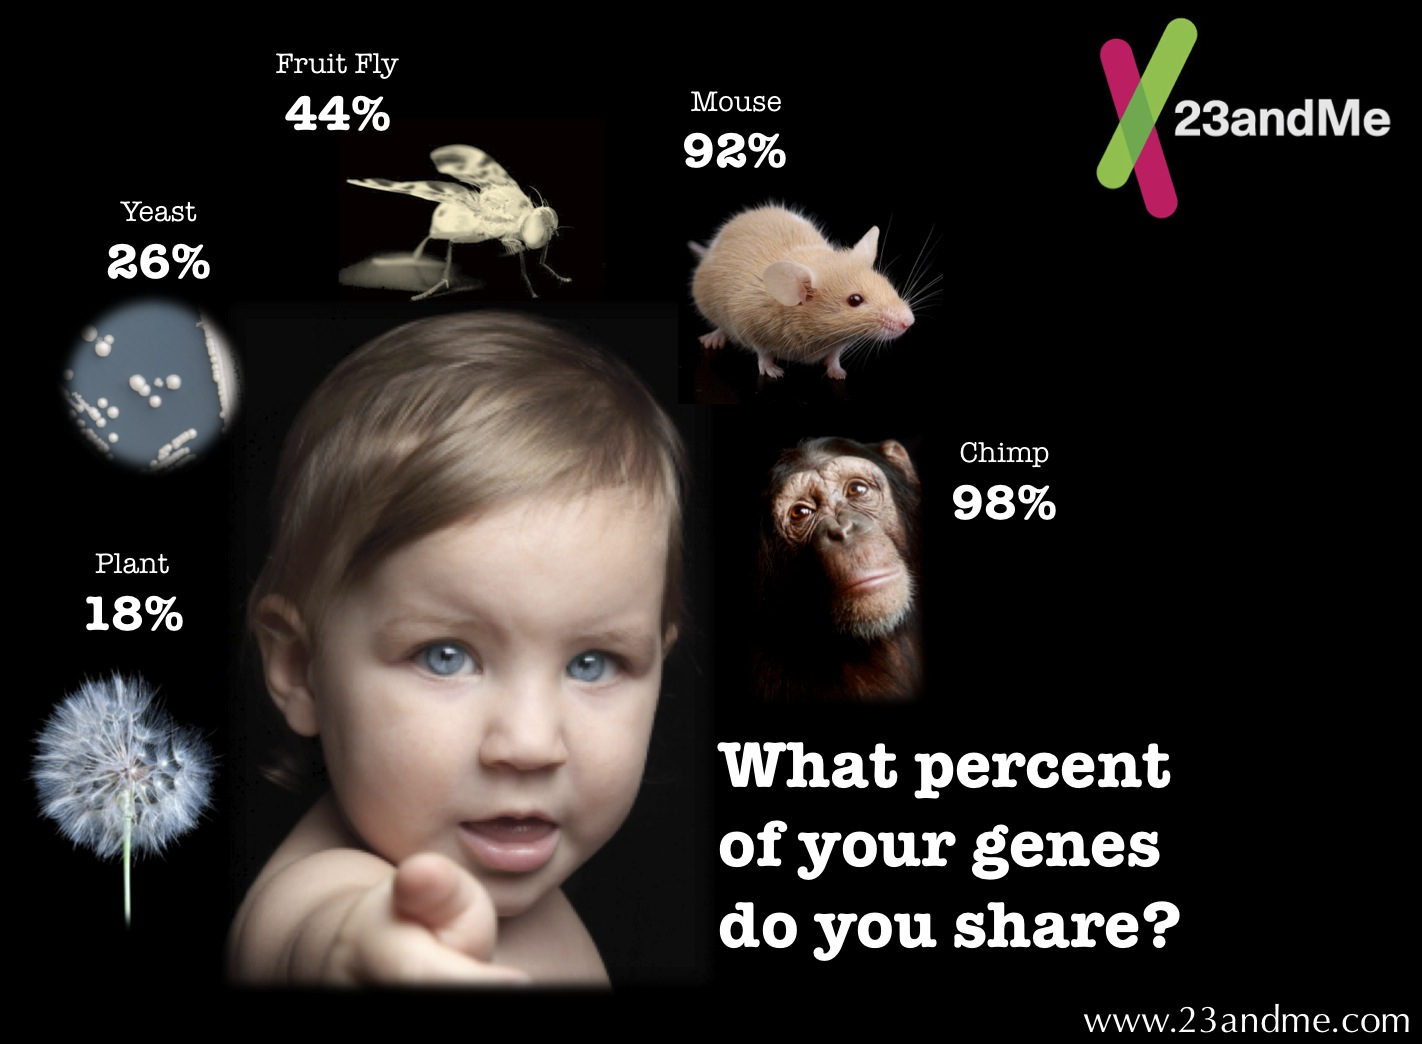 Fruit Fly
44%
Mouse
92%
23andMe
Yeast
26%
Chimp
98%
Plant
18%
What percent
of your genes
do you share?
www.23andme.com